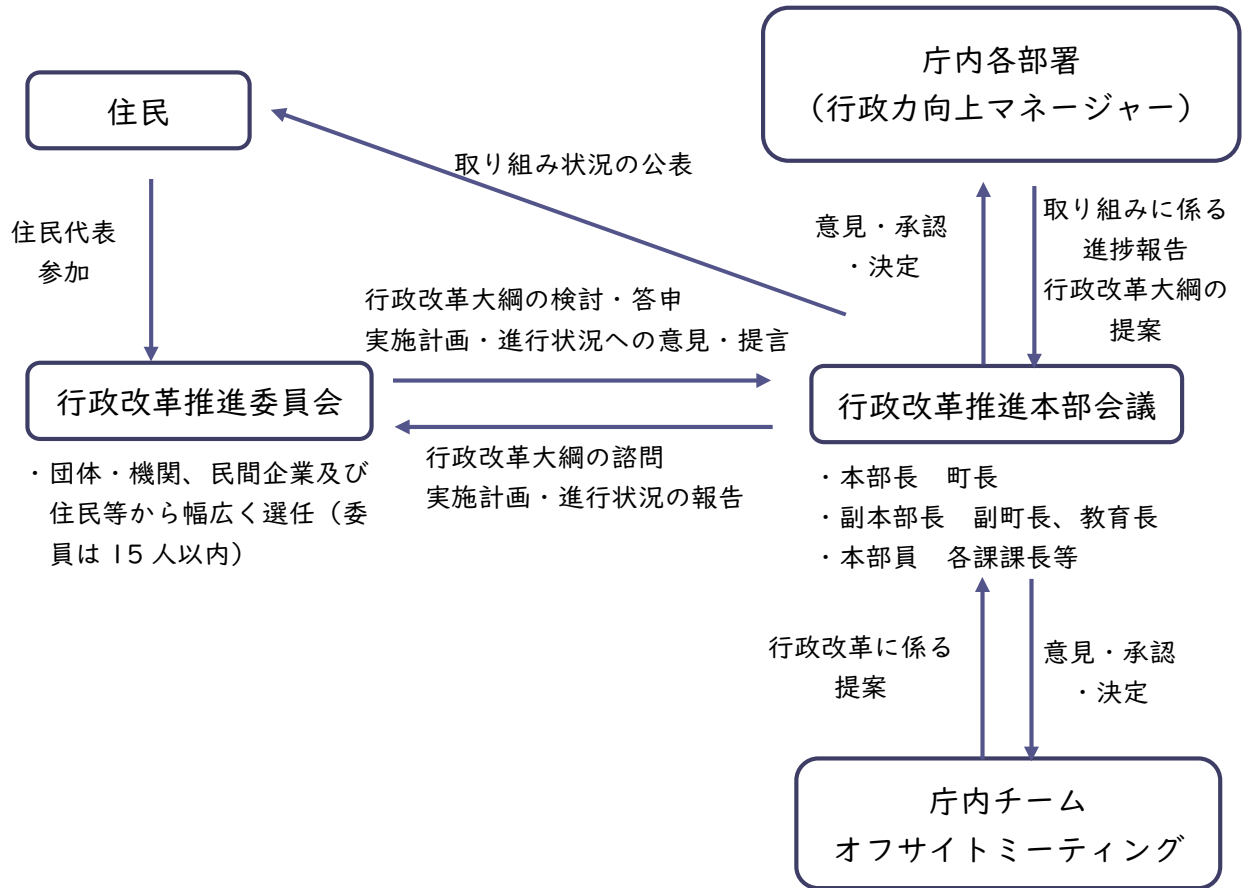 庁内各部署
（行政力向上マネージャー）
住民
取り組み状況の公表
住民代表
参加
意見・承認
・決定
取り組みに係る
進捗報告
行政改革大綱の
提案
行政改革大綱の検討・答申
実施計画・進行状況への意見・提言
行政改革推進委員会
行政改革推進本部会議
行政改革大綱の諮問
実施計画・進行状況の報告
・団体・機関、民間企業及び
住民等から幅広く選任（委
員は 15 人以内）
・本部長　町長
・副本部長　副町長、教育長
・本部員　各課課長等
行政改革に係る
提案
意見・承認
・決定
庁内チーム
オフサイトミーティング